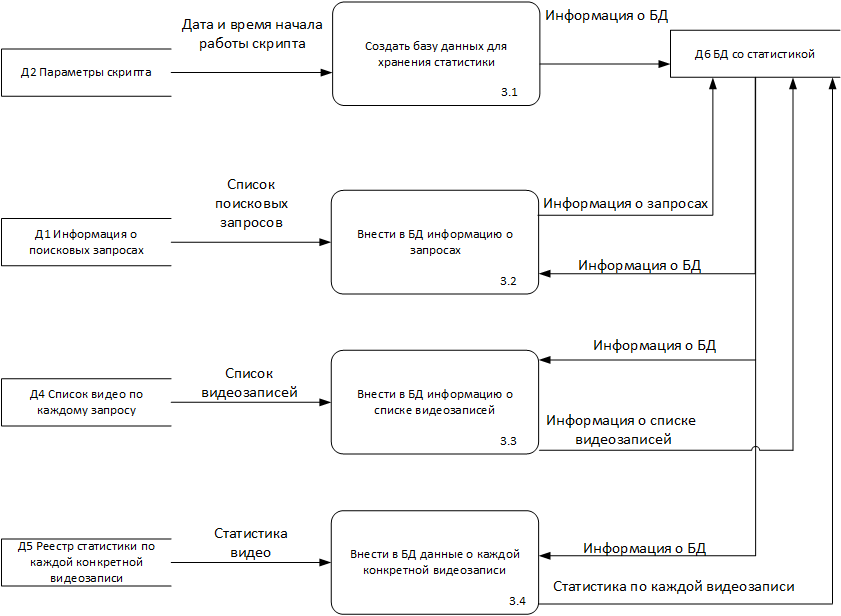 Дата и время начала
работы скрипта
Информация о БД
Д2 Параметры скрипта
Создать базу данных для
хранения статистики
3.1
Д6 БД со статистикой
Список
поисковых
запросов
Информация о запросах
Д1 Информация о
поисковых запросах
Внести в БД информацию о
запросах
3.2
Информация о БД
Информация о БД
Список
видеозаписей
Д4 Список видео по
каждому запросу
Внести в БД информацию о
списке видеозаписей
3.3
Информация о списке
видеозаписей
Статистика
видео
Д5 Реестр статистики по
каждой конкретной
видеозаписи
Внести в БД данные о каждой
конкретной видеозаписи
3.4
Информация о БД
Статистика по каждой видеозаписи